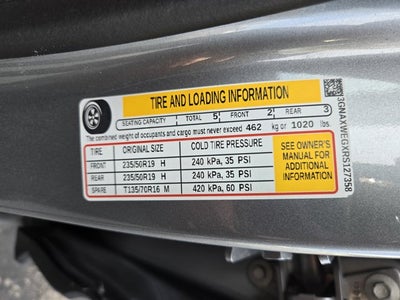 TIRE AND LOADING INFORMATION
SEATING CAPACITY TOTAL 5 FRONT 2 REAR 3
The combined weight of occupants and cargo must never exceed 462 kg or 1020 lbs.
TIRE ORIGINAL SIZE COLD TIRE PRESSURE
FRONT 235/50R19 H 240 kPa, 35 PSI
REAR 235/50R19 H 240 kPa, 35 PSI
SPARE T135/70R16 M 420 kPa, 60 PSI
SEE OWNER'S
MANUAL FOR
ADDITIONAL
INFORMATION
3GNAXWEGXRS127358